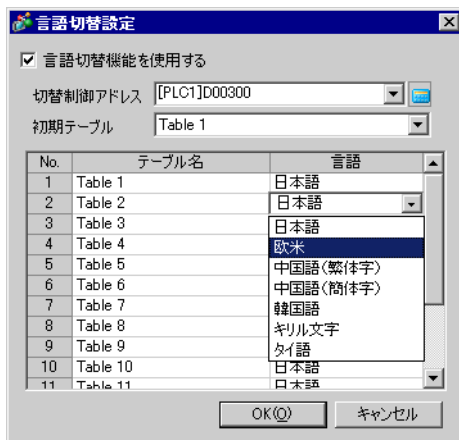 言語切替設定
言語切替機能を使用する
切替制御アドレス [PLC1]D00300
初期テーブル Table 1
No. テーブル名 言語
1 Table 1 日本語
2 Table 2 日本語
3 Table 3 日本語
4 Table 4 欧米
5 Table 5 中国語(繁体字)
6 Table 6 中国語(簡体字)
7 Table 7 韓国語
8 Table 8 キリル文字
9 Table 9 タイ語
10 Table 10 日本語
11 Table 11 日本語
OK(O) キャンセル